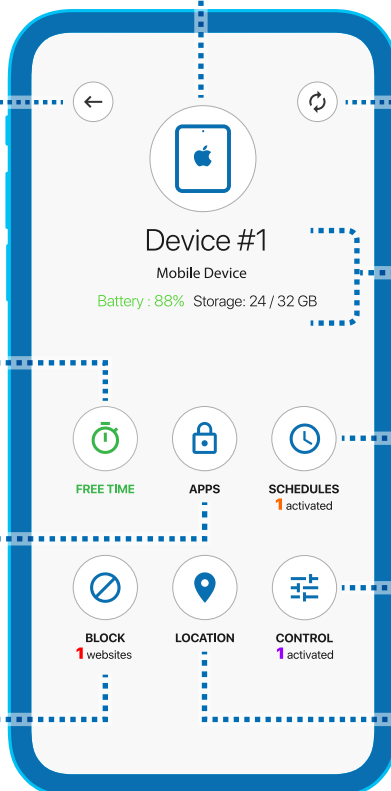 Device #1
Mobile Device
Battery : 88% Storage: 24 / 32 GB
FREE TIME
APPS
SCHEDULES
1 activated
BLOCK
1 websites
LOCATION
CONTROL
1 activated